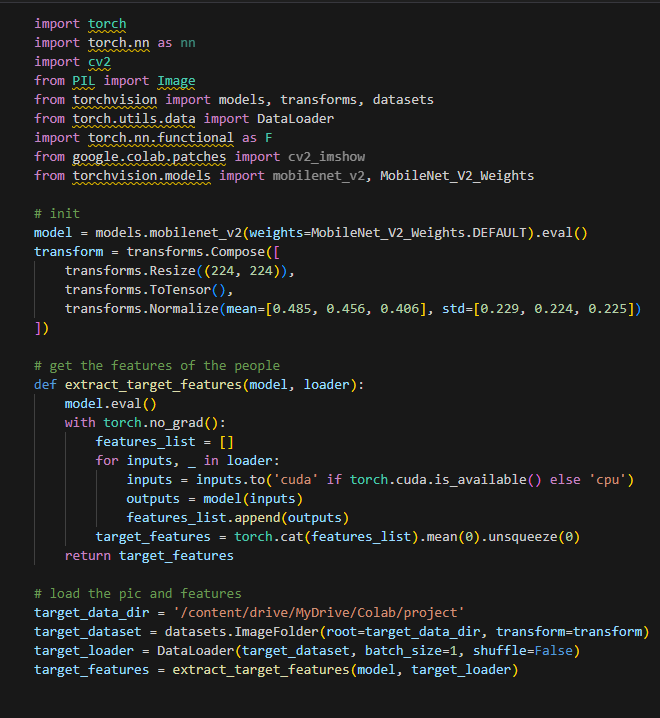 import torch
import torch.nn as nn
import cv2
from PIL import Image
from torchvision import models, transforms, datasets
from torch.utils.data import DataLoader
import torch.nn.functional as F
from google.colab.patches import cv2_imshow
from torchvision.models import mobilenet_v2, MobileNet_V2_Weights

# init
model = models.mobilenet_v2(weights=MobileNet_V2_Weights.DEFAULT).eval()
transform = transforms.Compose([
    transforms.Resize((224, 224)),
    transforms.ToTensor(),
    transforms.Normalize(mean=[0.485, 0.456, 0.406], std=[0.229, 0.224, 0.225])
])

# get the features of the people
def extract_target_features(model, loader):
    model.eval()
    with torch.no_grad():
        features_list = []
        for inputs, _ in loader:
            inputs = inputs.to('cuda' if torch.cuda.is_available() else 'cpu')
            outputs = model(inputs)
            features_list.append(outputs)
        target_features = torch.cat(features_list).mean(0).unsqueeze(0)
    return target_features

# load the pic and features
target_data_dir = '/content/drive/MyDrive/Colab/project'
target_dataset = datasets.ImageFolder(root=target_data_dir, transform=transform)
target_loader = DataLoader(target_dataset, batch_size=1, shuffle=False)
target_features = extract_target_features(model, target_loader)